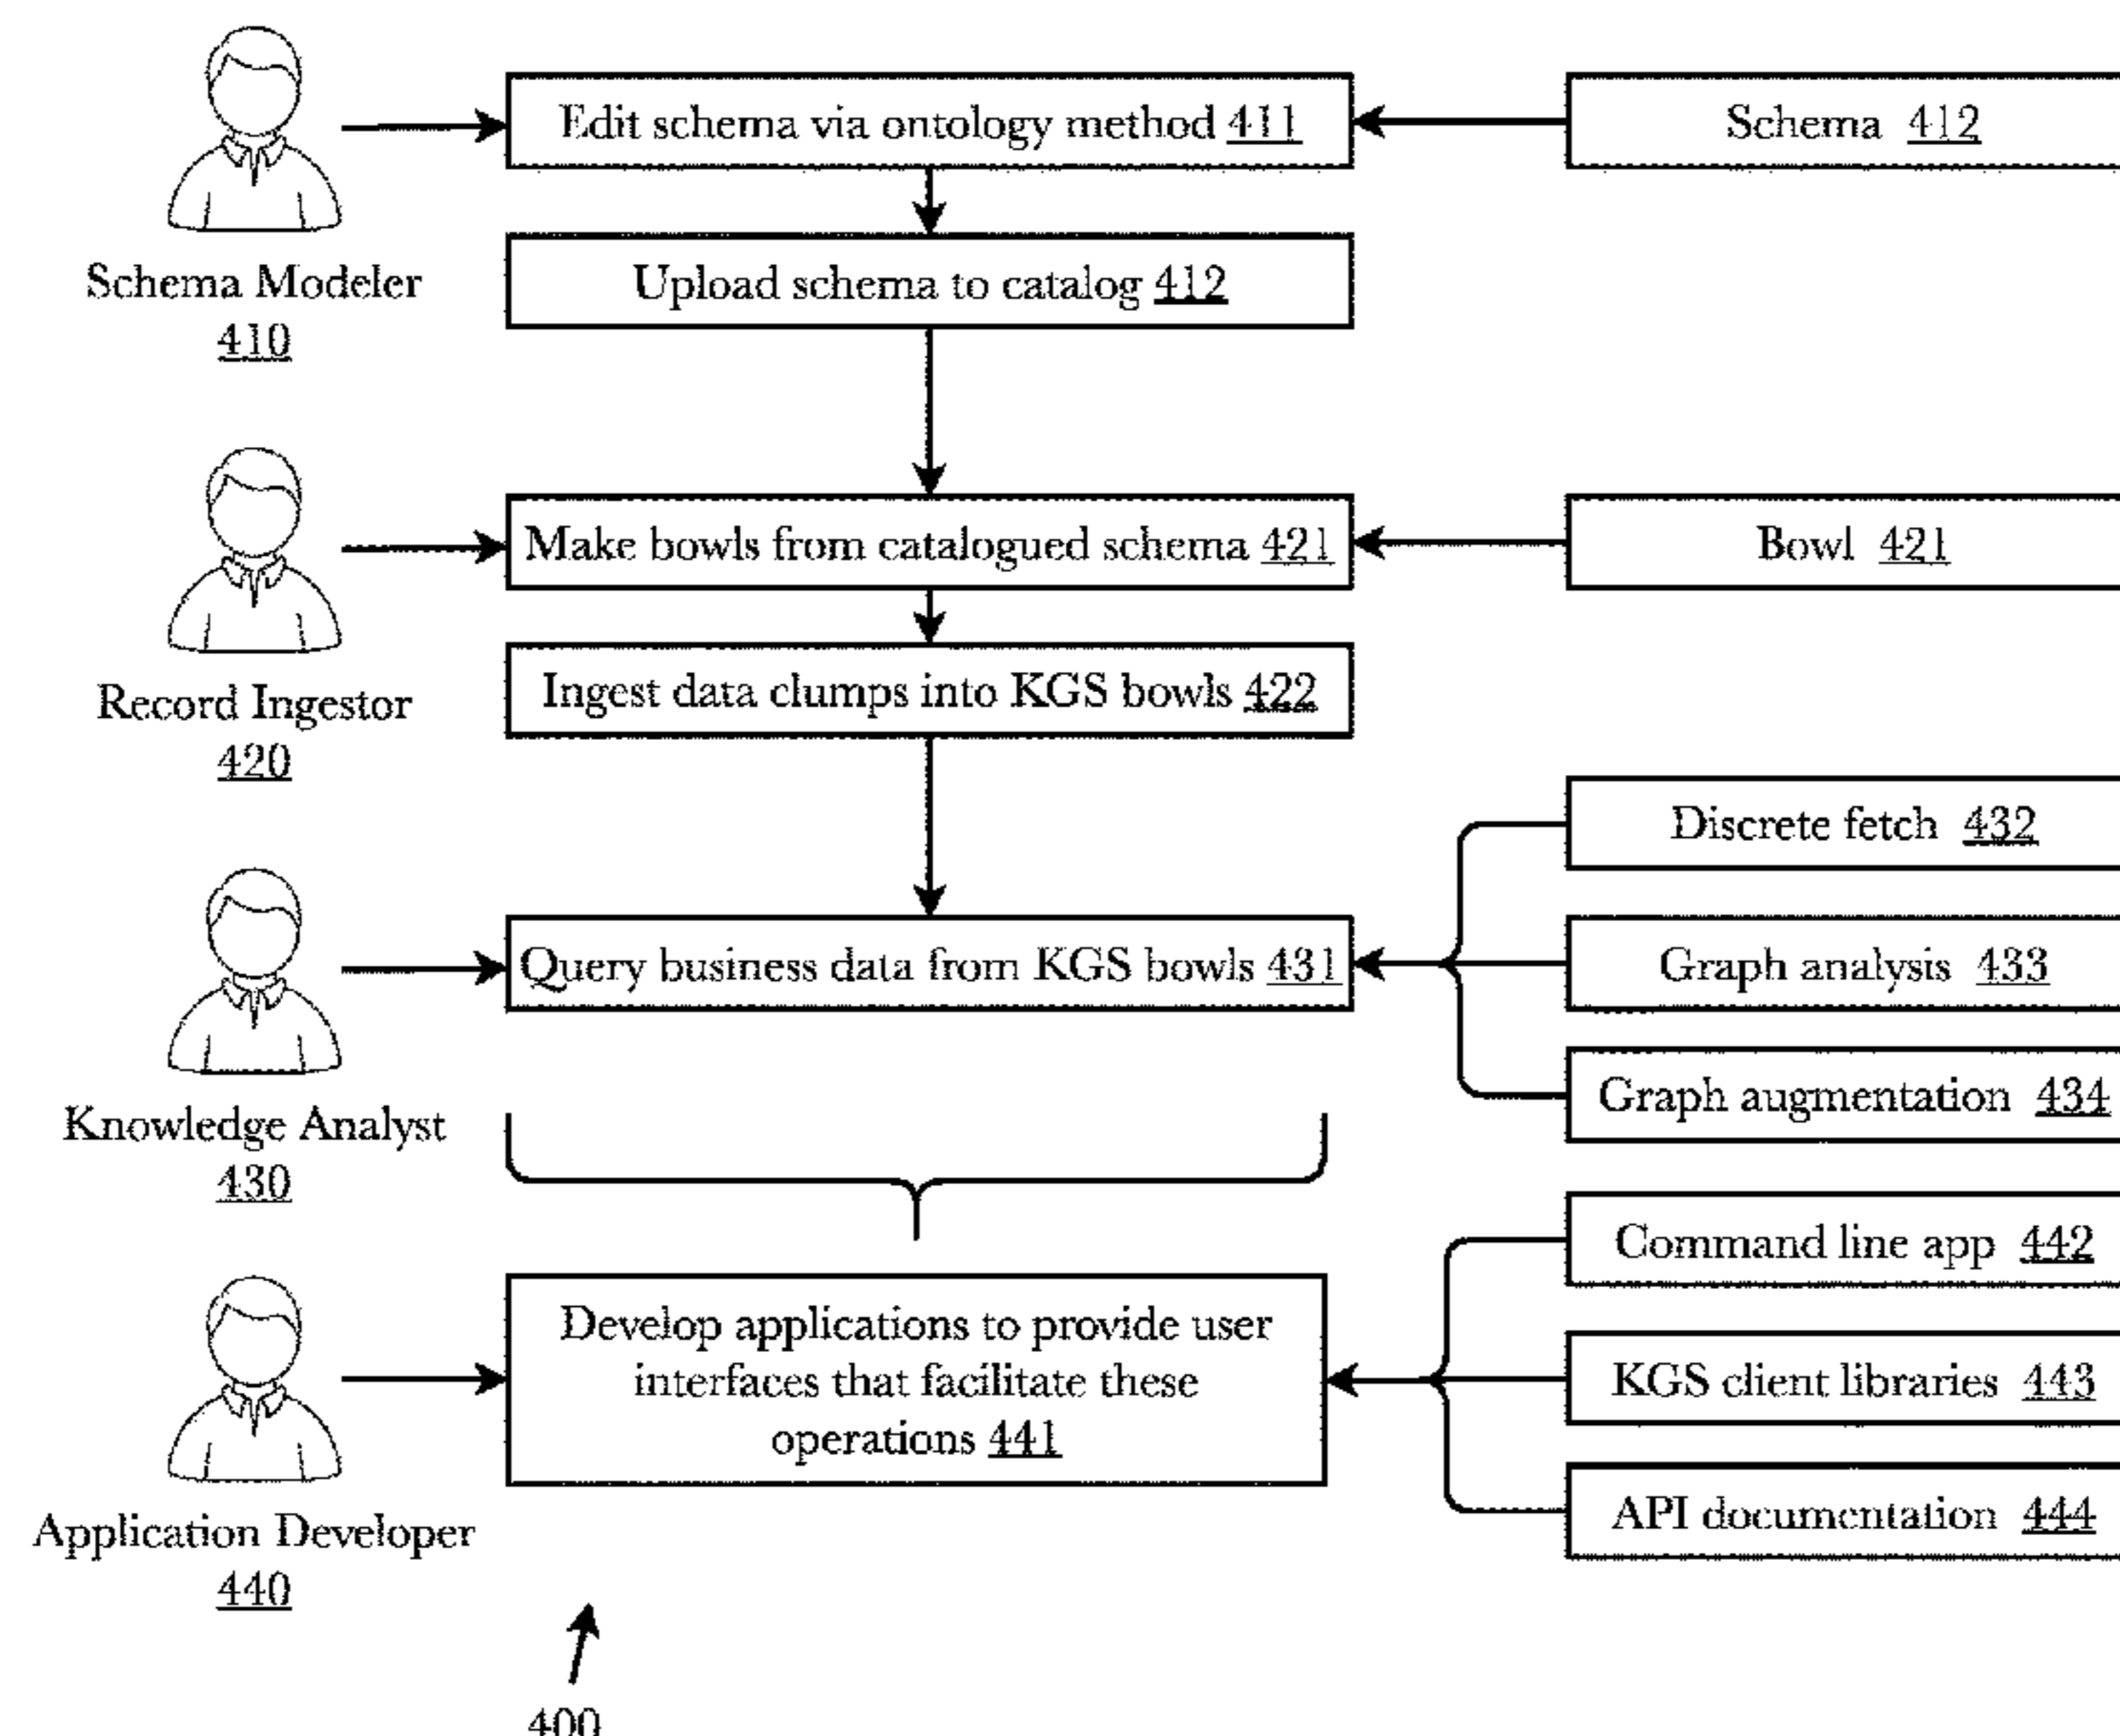 Edit schema via ontology method 411
Schema 412
Schema Modeler
410
Upload schema to catalog 412
Make bowls from catalogued schema 421
Bowl 421
Record Ingestor
420
Ingest data clumps into KGS bowls 422
Discrete fetch 432
Query business data from KGS bowls 431
Graph analysis 433
Graph augmentation 434
Knowledge Analyst
430
Command line app 442
Develop applications to provide user
interfaces that facilitate these
operations 441
KGS client libraries 443
API documentation 444
Application Developer
440
400